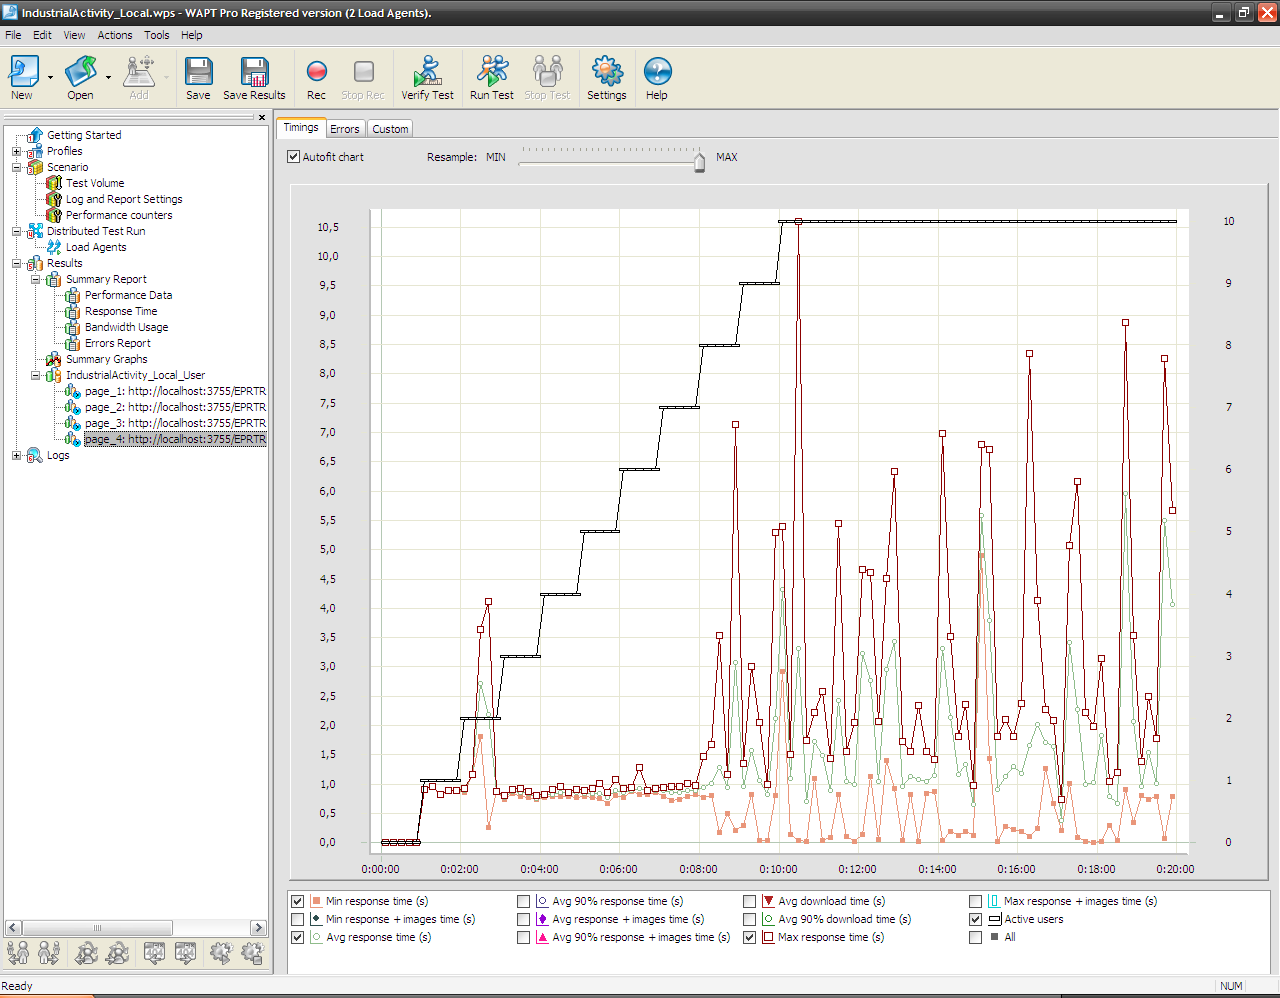 IndustrialActivity_Local.wps - WAPT Pro Registered version (2 Load Agents).
File Edit View Actions Tools Help
New Open Add Save Save Results Rec Stop Rec Verify Test Run Test Stop Test Settings Help
Getting Started
Profiles
Scenario
Test Volume
Log and Report Settings
Performance counters
Distributed Test Run
Load Agents
Results
Summary Report
Performance Data
Response Time
Bandwidth Usage
Errors Report
Summary Graphs
IndustrialActivity_Local_User
page_1: http://localhost:3755/EPRTR
page_2: http://localhost:3755/EPRTR
page_3: http://localhost:3755/EPRTR
page_4: http://localhost:3755/EPRTR
Logs
Timings Errors Custom
Autofit chart Resample: MIN MAX
10,5
10,0
9,5
9,0
8,5
8,0
7,5
7,0
6,5
6,0
5,5
5,0
4,5
4,0
3,5
3,0
2,5
2,0
1,5
1,0
0,5
0,0
10
9
8
7
6
5
4
3
2
1
0
0:00:00 0:02:00 0:04:00 0:06:00 0:08:00 0:10:00 0:12:00 0:14:00 0:16:00 0:18:00 0:20:00
Min response time (s) Avg 90% response time (s) Avg download time (s) Max response + images time (s)
Min response + images time (s) Avg response + images time (s) Avg 90% download time (s) Active users
Avg response time (s) Avg 90% response + images time (s) Max response time (s) All
Ready NUM